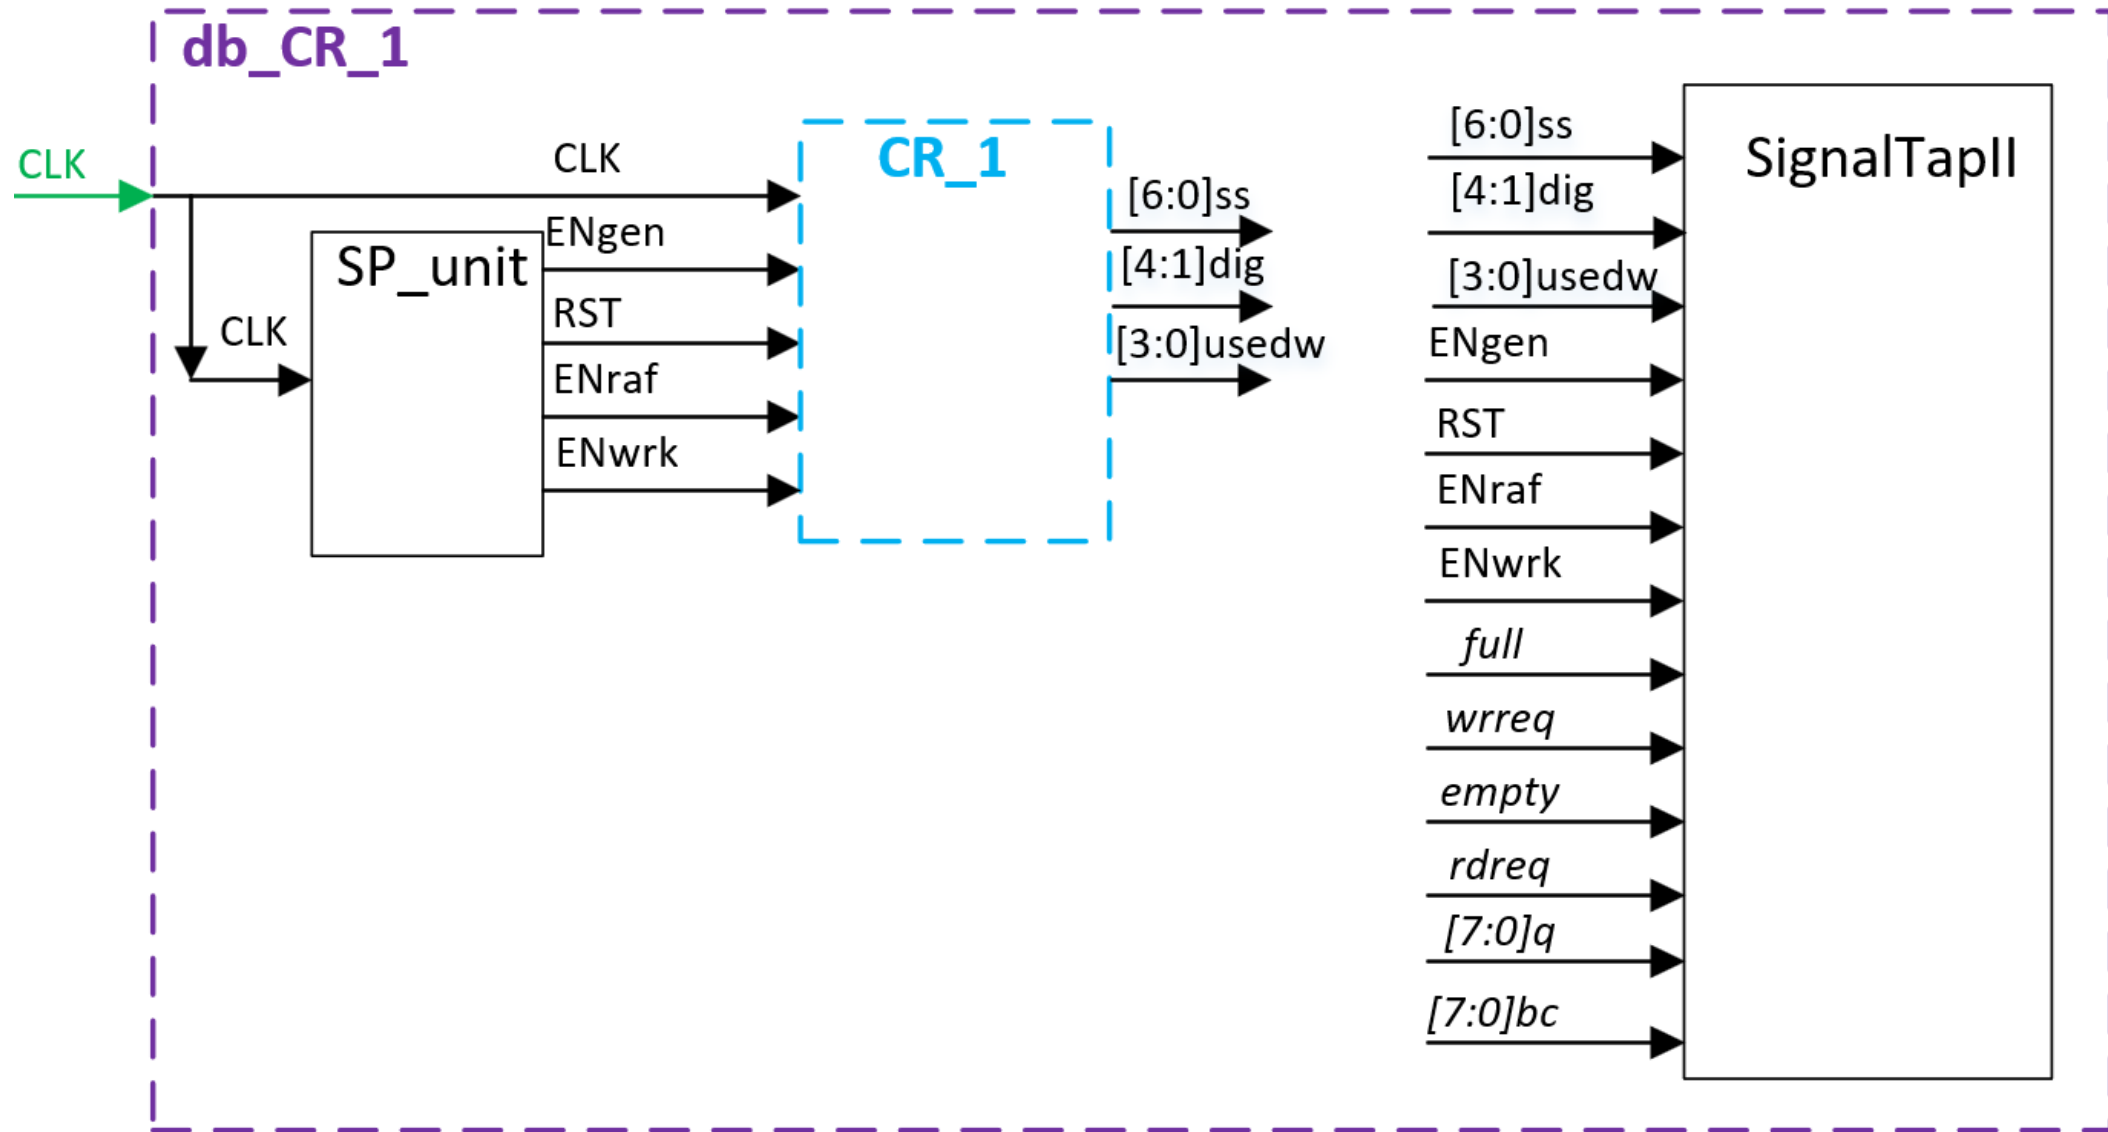 db_CR_1
CLK
CLK
CLK
SP_unit
ENgen
RST
ENraf
ENwrk
CR_1
[6:0]ss
[4:1]dig
[3:0]usedw
[6:0]ss
[4:1]dig
[3:0]usedw
ENgen
RST
ENraf
ENwrk
full
wrreq
empty
rdreq
[7:0]q
[7:0]bc
SignalTapII